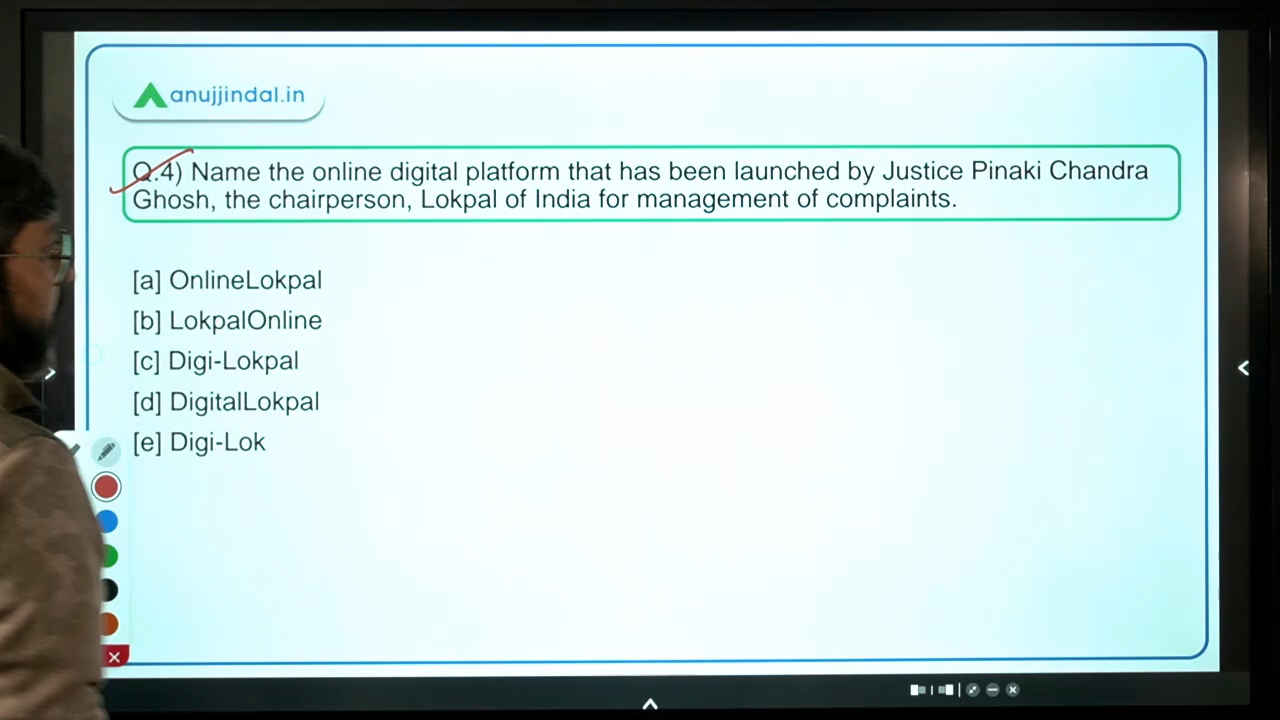 anujjindal.in
Q.4) Name the online digital platform that has been launched by Justice Pinaki Chandra
Ghosh, the chairperson, Lokpal of India for management of complaints.
[a] OnlineLokpal
[b] LokpalOnline
[c] Digi-Lokpal
[d] DigitalLokpal
[e] Digi-Lok